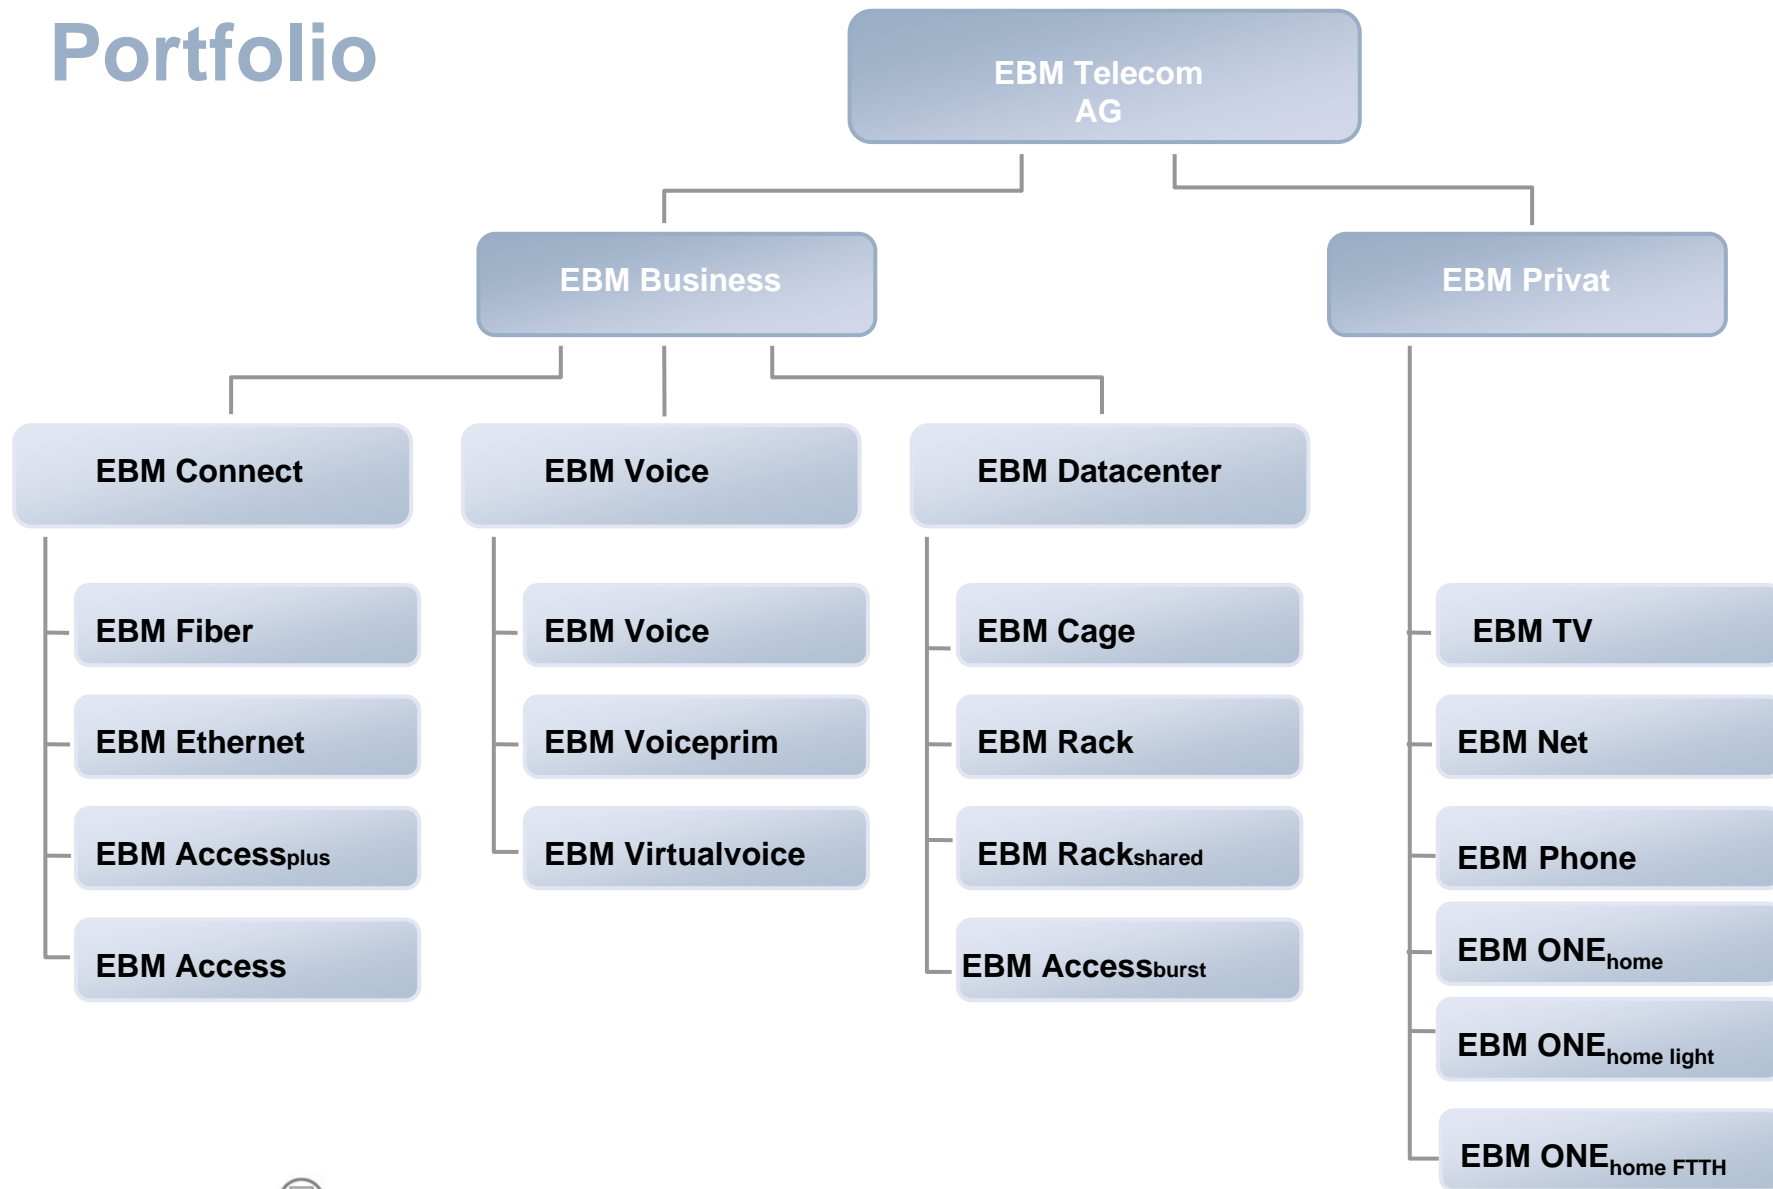 Portfolio
EBM Telecom
AG
EBM Business
EBM Privat
EBM Connect
EBM Voice
EBM Datacenter
EBM Fiber
EBM Voice
EBM Cage
EBM TV
EBM Ethernet
EBM Voiceprim
EBM Rack
EBM Net
EBM Accessplus
EBM Virtualvoice
EBM Rackshared
EBM Phone
EBM Access
EBM Accessburst
EBM ONEhome
EBM ONEhome light
EBM ONEhome FTTH